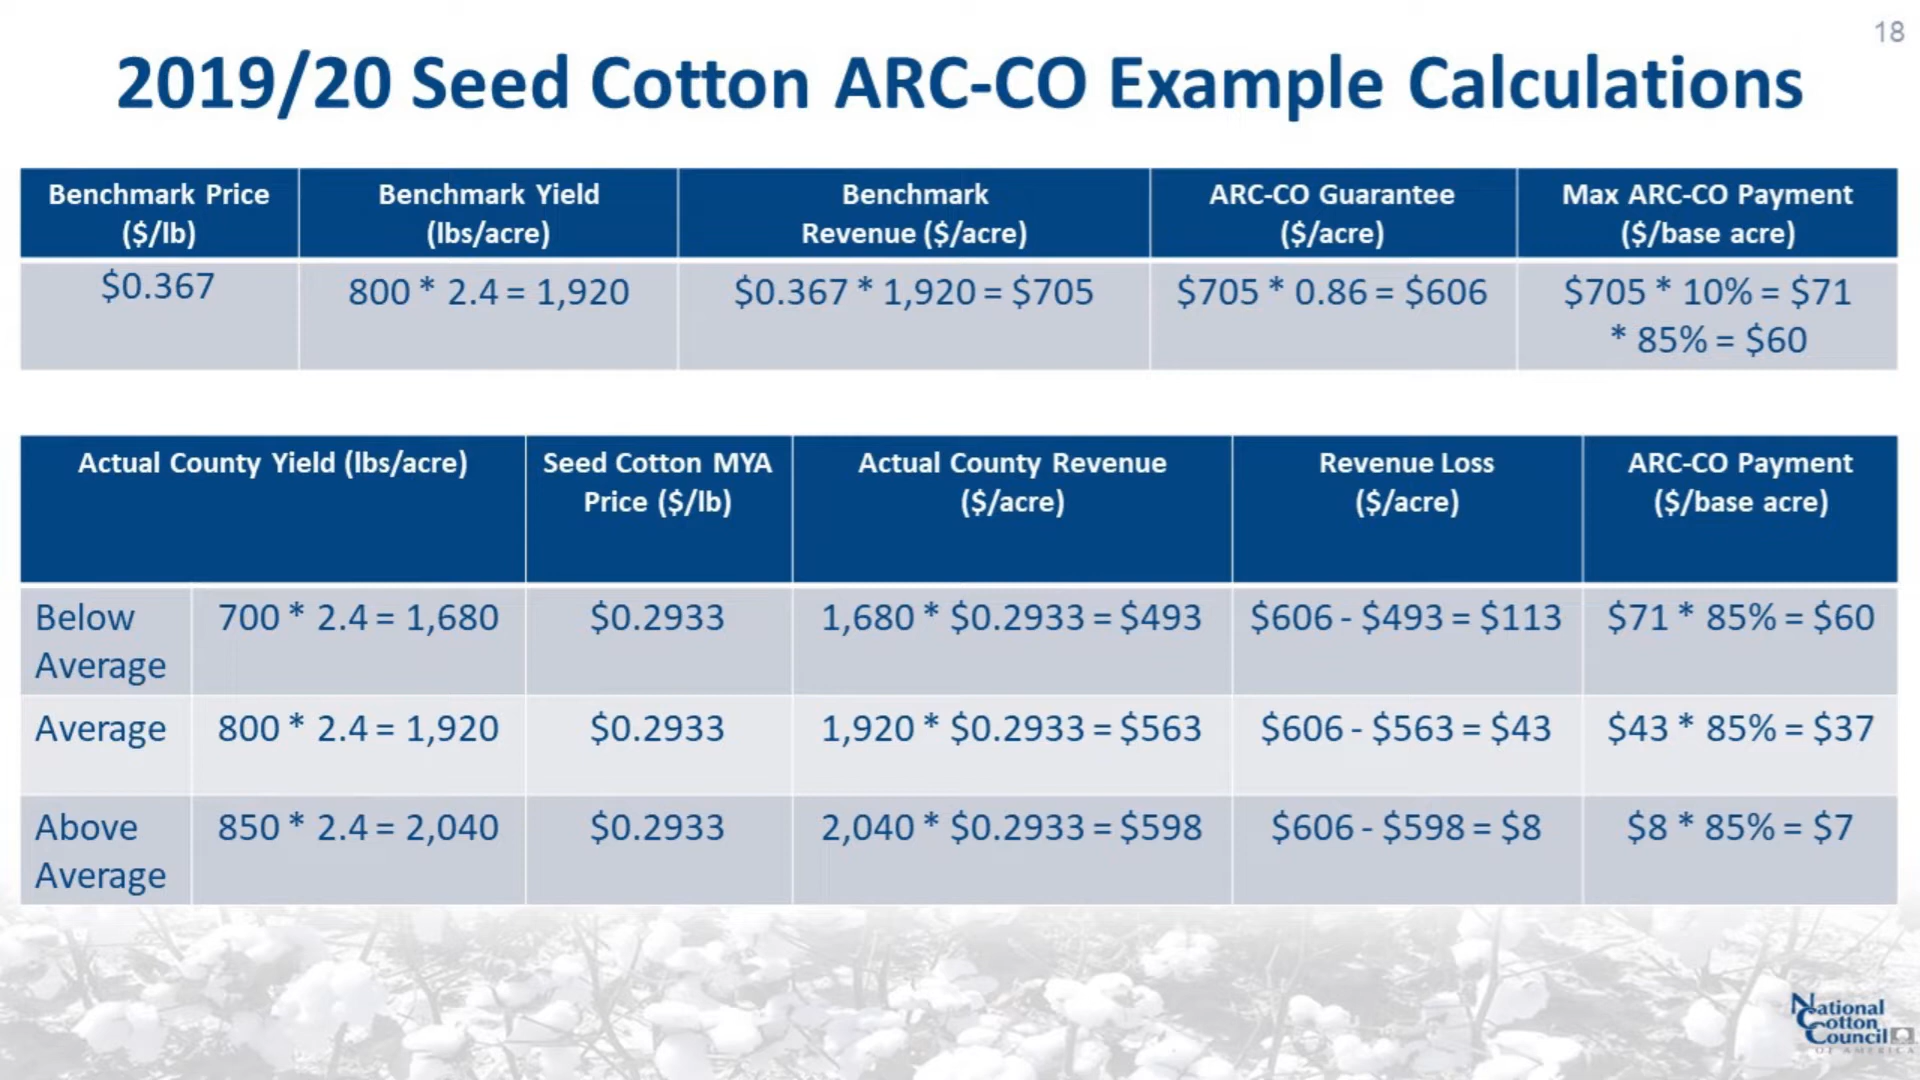 18
2019/20 Seed Cotton ARC-CO Example Calculations
Benchmark Price ($/lb)
Benchmark Yield (lbs/acre)
Benchmark Revenue ($/acre)
ARC-CO Guarantee ($/acre)
Max ARC-CO Payment ($/base acre)
$0.367
800 * 2.4 = 1,920
$0.367 * 1,920 = $705
$705 * 0.86 = $606
$705 * 10% = $71
* 85% = $60
Actual County Yield (lbs/acre)
Seed Cotton MYA Price ($/lb)
Actual County Revenue ($/acre)
Revenue Loss ($/acre)
ARC-CO Payment ($/base acre)
Below Average
700 * 2.4 = 1,680
$0.2933
1,680 * $0.2933 = $493
$606 - $493 = $113
$71 * 85% = $60
Average
800 * 2.4 = 1,920
$0.2933
1,920 * $0.2933 = $563
$606 - $563 = $43
$43 * 85% = $37
Above Average
850 * 2.4 = 2,040
$0.2933
2,040 * $0.2933 = $598
$606 - $598 = $8
$8 * 85% = $7
National
Cotton
Council
OF AMERICA